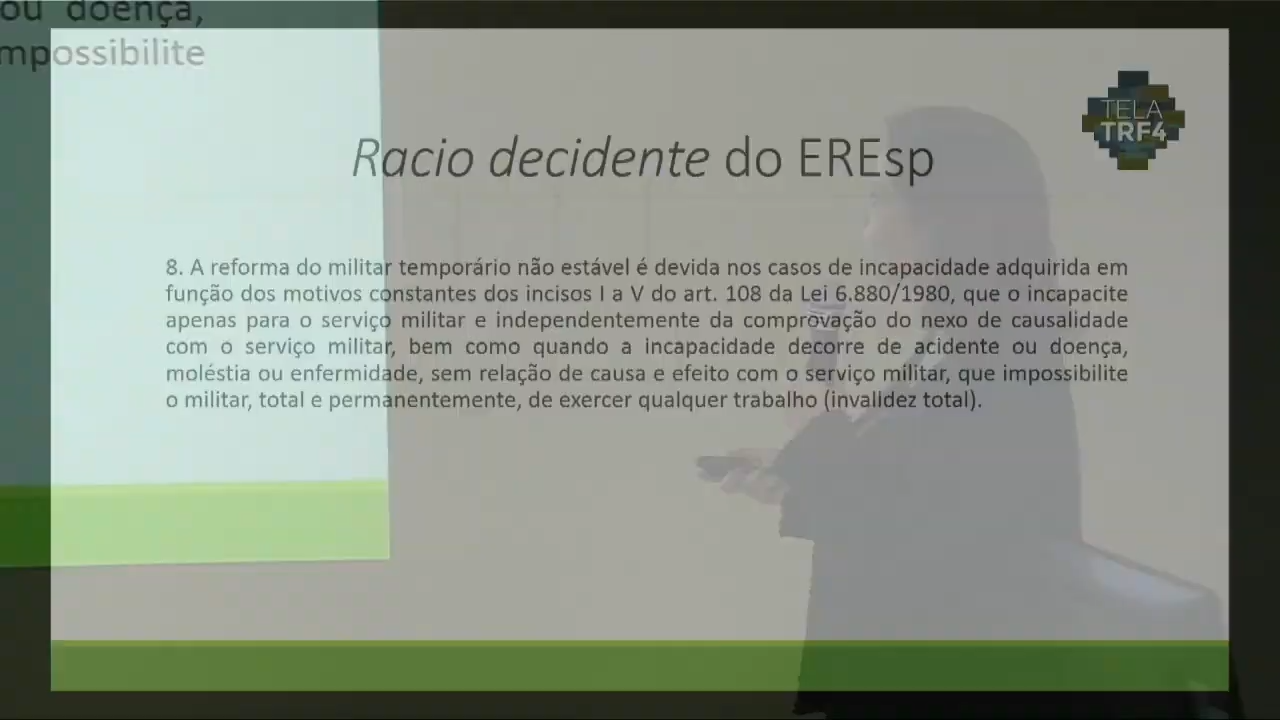 ou doença,
mpossibilite
TELA
TRF4
Racio decidente do EREsp
8. A reforma do militar temporário não estável é devida nos casos de incapacidade adquirida em
função dos motivos constantes dos incisos I a V do art. 108 da Lei 6.880/1980, que o incapacite
apenas para o serviço militar e independentemente da comprovação do nexo de causalidade
com o serviço militar, bem como quando a incapacidade decorre de acidente ou doença,
moléstia ou enfermidade, sem relação de causa e efeito com o serviço militar, que impossibilite
o militar, total e permanentemente, de exercer qualquer trabalho (invalidez total).